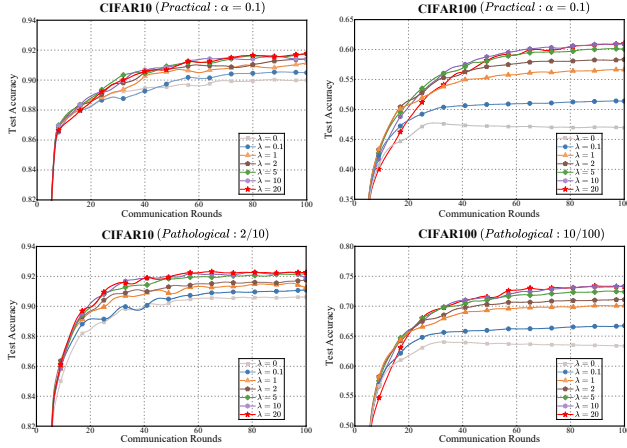 CIFAR10 (Practical : α = 0.1)
Test Accuracy
0.94
0.92
0.90
0.88
0.86
0.84
0.82
0 20 40 60 80 100
Communication Rounds
λ = 0
λ = 0.1
λ = 1
λ = 2
λ = 5
λ = 10
λ = 20
CIFAR100 (Practical : α = 0.1)
Test Accuracy
0.65
0.60
0.55
0.50
0.45
0.40
0.35
0 20 40 60 80 100
Communication Rounds
λ = 0
λ = 0.1
λ = 1
λ = 2
λ = 5
λ = 10
λ = 20
CIFAR10 (Pathological : 2/10)
Test Accuracy
0.94
0.92
0.90
0.88
0.86
0.84
0.82
0 20 40 60 80 100
Communication Rounds
λ = 0
λ = 0.1
λ = 1
λ = 2
λ = 5
λ = 10
λ = 20
CIFAR100 (Pathological : 10/100)
Test Accuracy
0.80
0.75
0.70
0.65
0.60
0.55
0.50
0 20 40 60 80 100
Communication Rounds
λ = 0
λ = 0.1
λ = 1
λ = 2
λ = 5
λ = 10
λ = 20